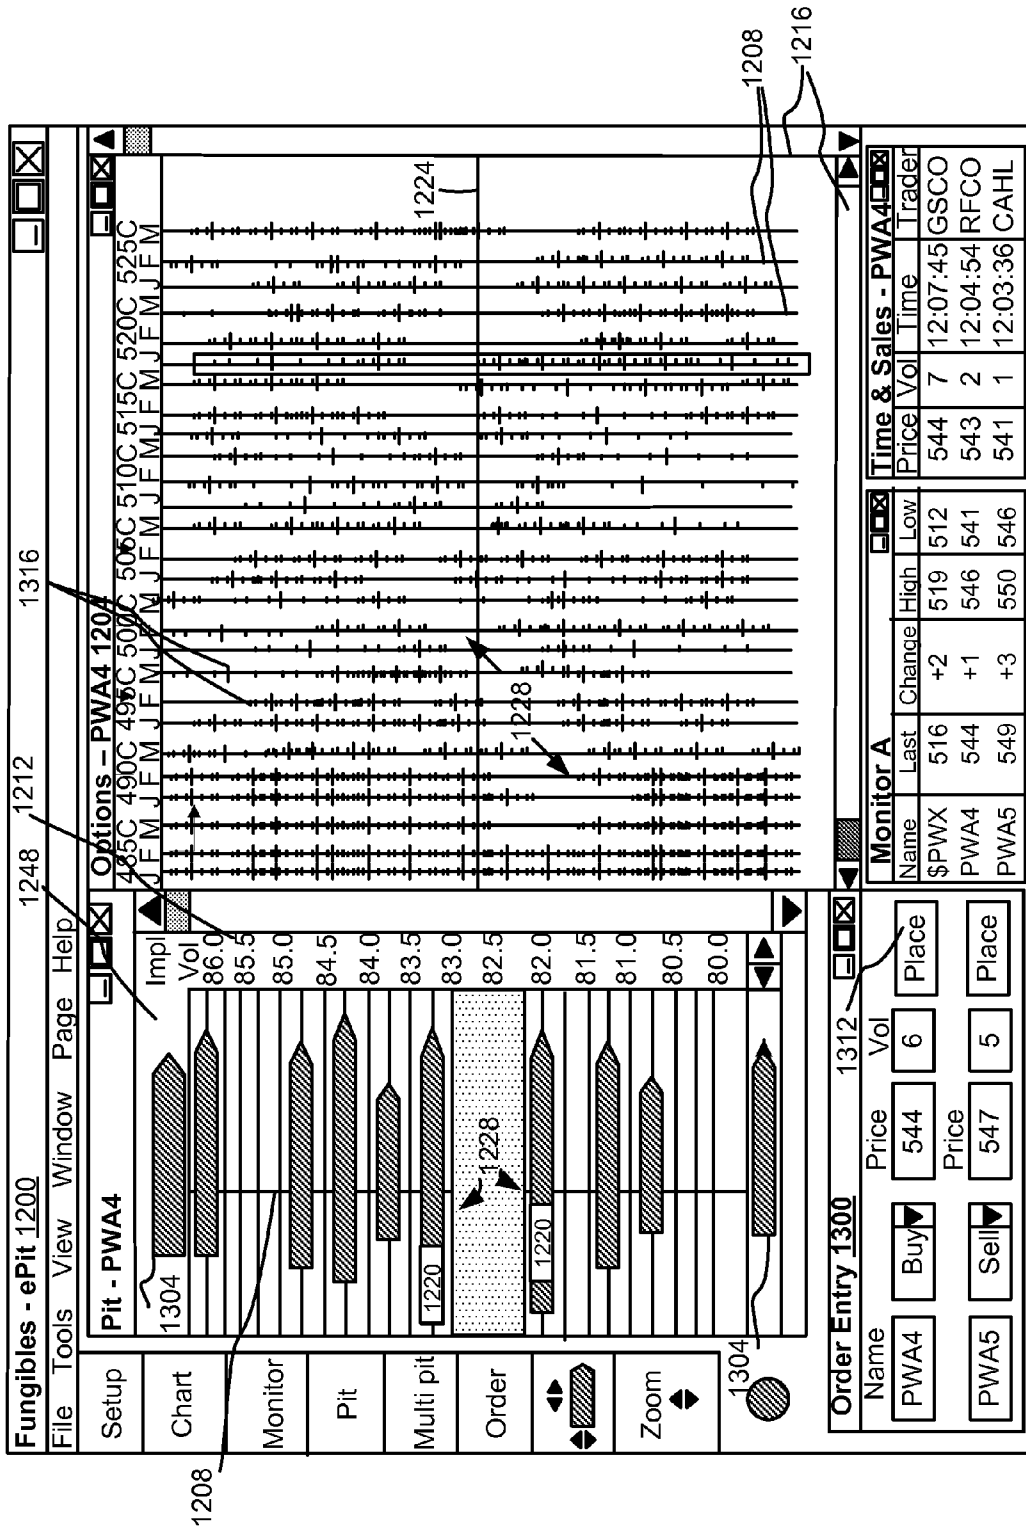 1248
1212
1316
Fungibles - ePit 1200
File Tools View Window Page Help
Setup
Chart
Monitor
Pit
Multi pit
Order
Zoom
1304
1208
Pit - PWA4
1304
Impl
Vol
86.0
85.5
85.0
84.5
84.0
83.5
83.0
82.5
82.0
81.5
81.0
80.5
80.0
1220
1228
1220
Options – PWA4 1204
485C 490C 495C 500C 505C 510C 515C 520C 525C
J F M J F M J F M J F M J F M J F M J F M J F M J F M
1224
1228
1208
1216
Order Entry 1300
1312
Name Price Vol
PWA4 Buy 544 6 Place
Price
PWA5 Sell 547 5 Place
Monitor A
Name Last Change High Low
$PWX 516 +2 519 512
PWA4 544 +1 546 541
PWA5 549 +3 550 546
Time & Sales - PWA4
Price Vol Time Trader
544 7 12:07:45 GSCO
543 2 12:04:54 RFCO
541 1 12:03:36 CAHL